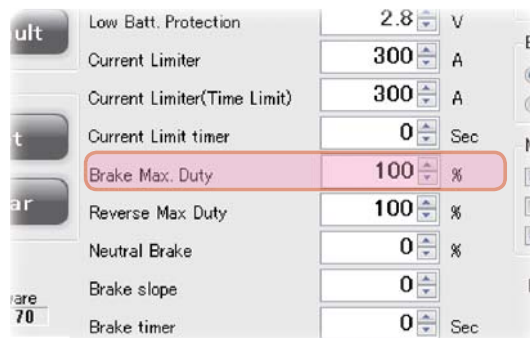 ult
Low Batt. Protection 2.8 V
Current Limiter 300 A
Current Limiter(Time Limit) 300 A
t
Current Limit timer 0 Sec
Brake Max. Duty 100 %
ar
Reverse Max Duty 100 %
Neutral Brake 0 %
Brake slope 0
are
70
Brake timer 0 Sec